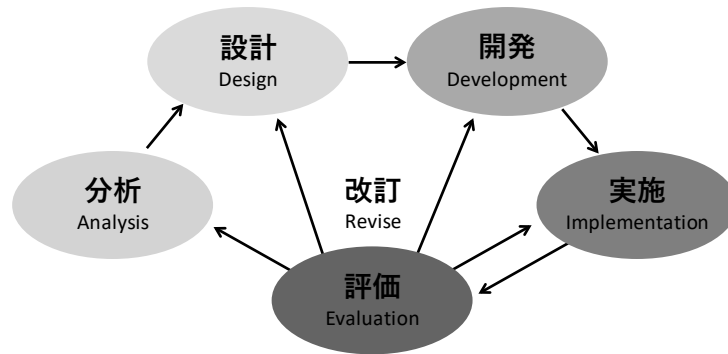 設計
Design
開発
Development
分析
Analysis
改訂
Revise
実施
Implementation
評価
Evaluation